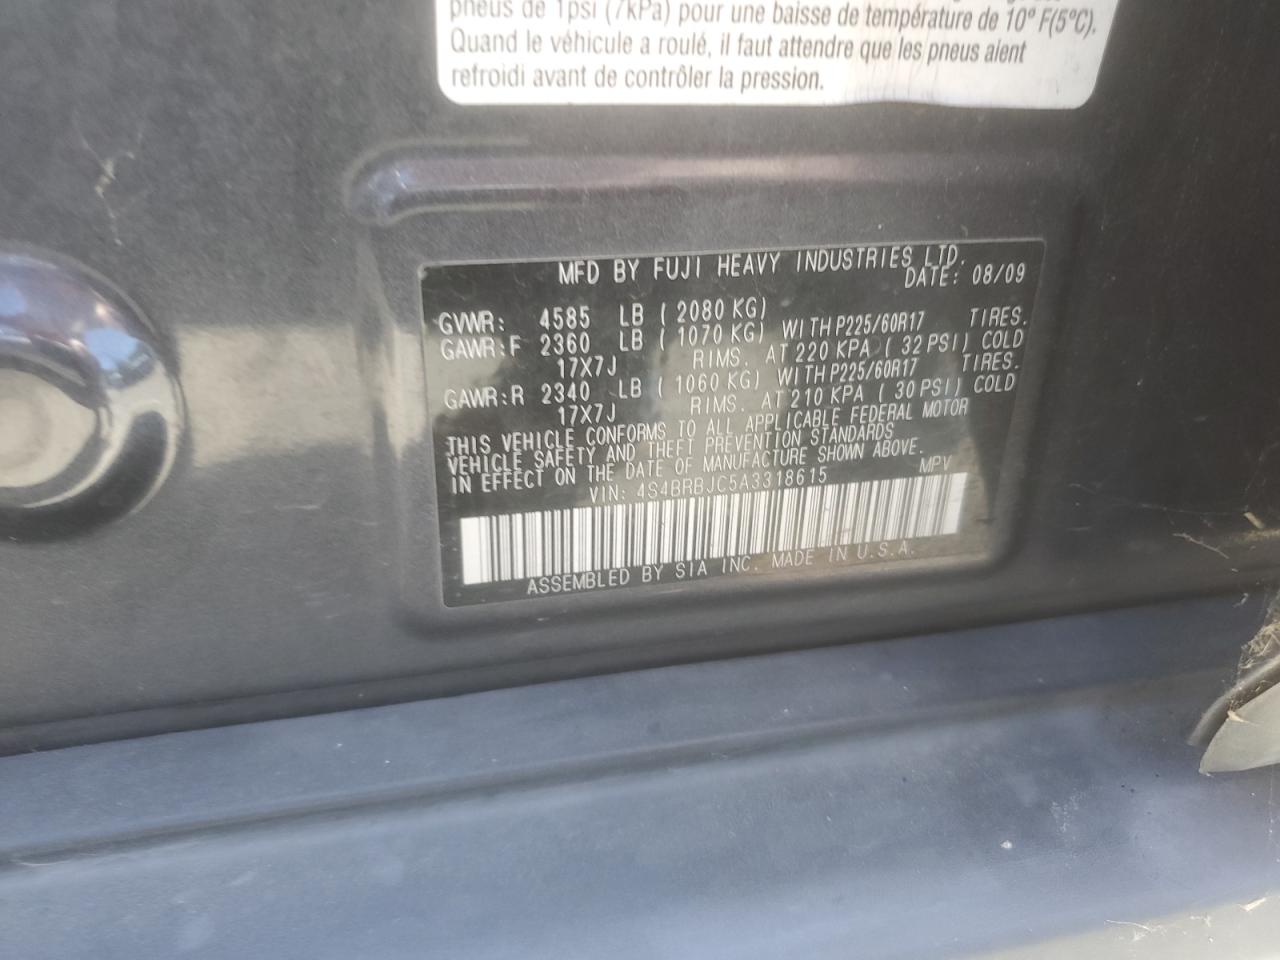 pneus de 1psi (7kPa) pour une baisse de température de 10° F(5°C).
Quand le véhicule a roulé, il faut attendre que les pneus aient
refroidi avant de contrôler la pression.
MFD BY FUJI HEAVY INDUSTRIES LTD.
DATE: 08/09
GVWR: 4585 LB ( 2080 KG)
GAWR:F 2360 LB ( 1070 KG) WITH P225/60R17 TIRES.
17X7J RIMS. AT 220 KPA ( 32 PSI) COLD
GAWR:R 2340 LB ( 1060 KG) WITH P225/60R17 TIRES.
17X7J RIMS. AT 210 KPA ( 30 PSI) COLD
THIS VEHICLE CONFORMS TO ALL APPLICABLE FEDERAL MOTOR
VEHICLE SAFETY AND THEFT PREVENTION STANDARDS
IN EFFECT ON THE DATE OF MANUFACTURE SHOWN ABOVE.
VIN: 4S4BRBJC5A3318615 MPV
ASSEMBLED BY SIA INC. MADE IN U.S.A.